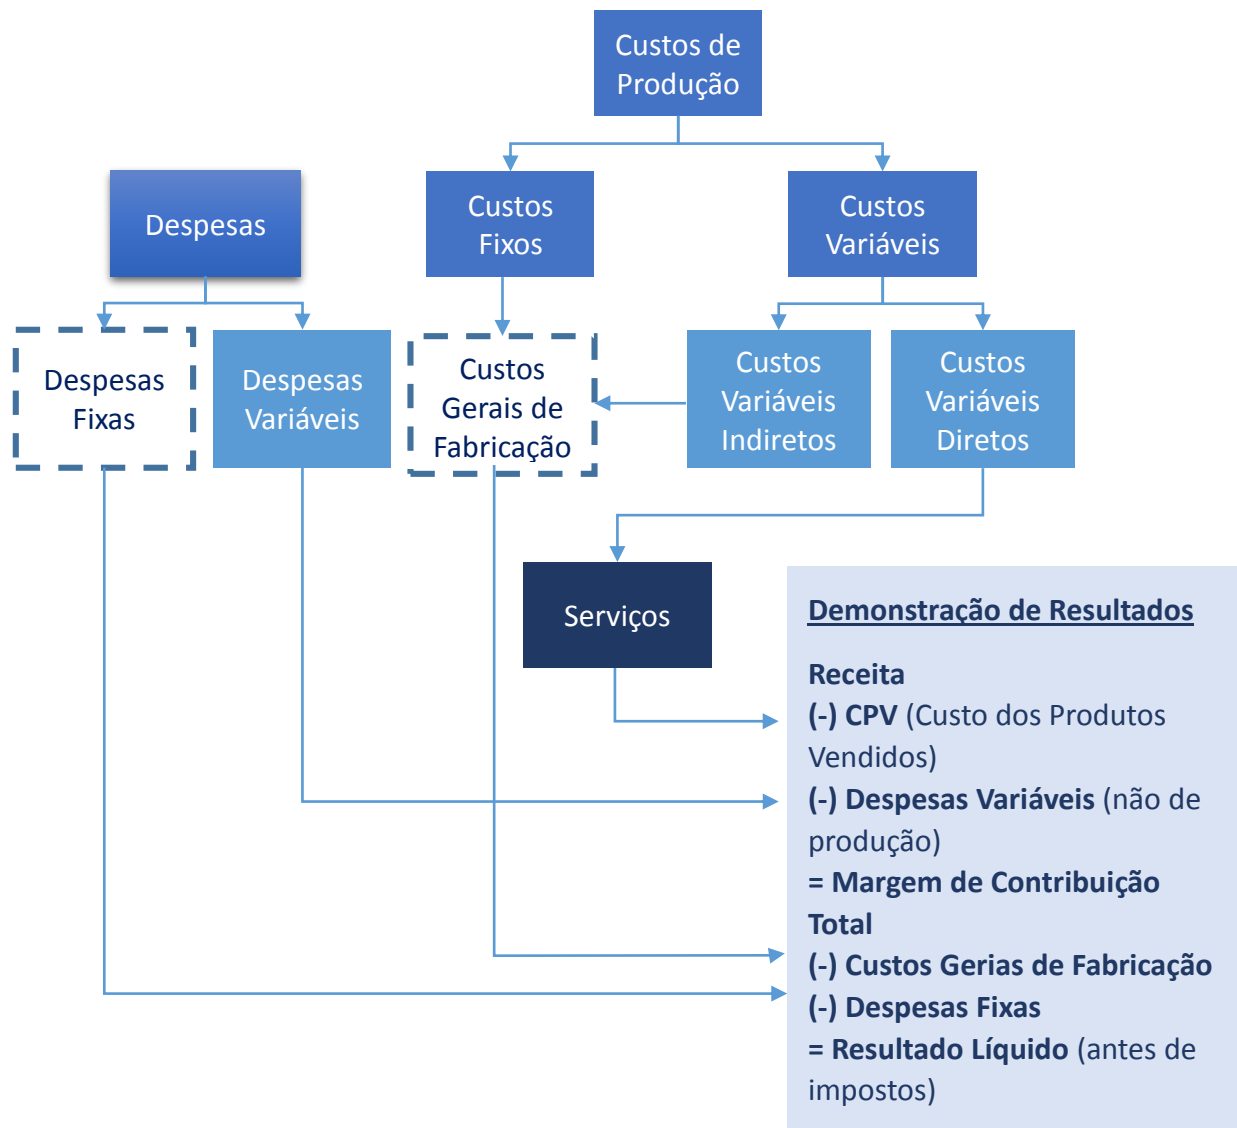 Custos de
Produção
Despesas
Custos
Fixos
Custos
Variáveis
Despesas
Fixas
Despesas
Variáveis
Custos
Gerais de
Fabricação
Custos
Variáveis
Indiretos
Custos
Variáveis
Diretos
Serviços
Demonstração de Resultados
Receita
(-) CPV (Custo dos Produtos
Vendidos)
(-) Despesas Variáveis (não de
produção)
= Margem de Contribuição
Total
(-) Custos Gerias de Fabricação
(-) Despesas Fixas
= Resultado Líquido (antes de
impostos)